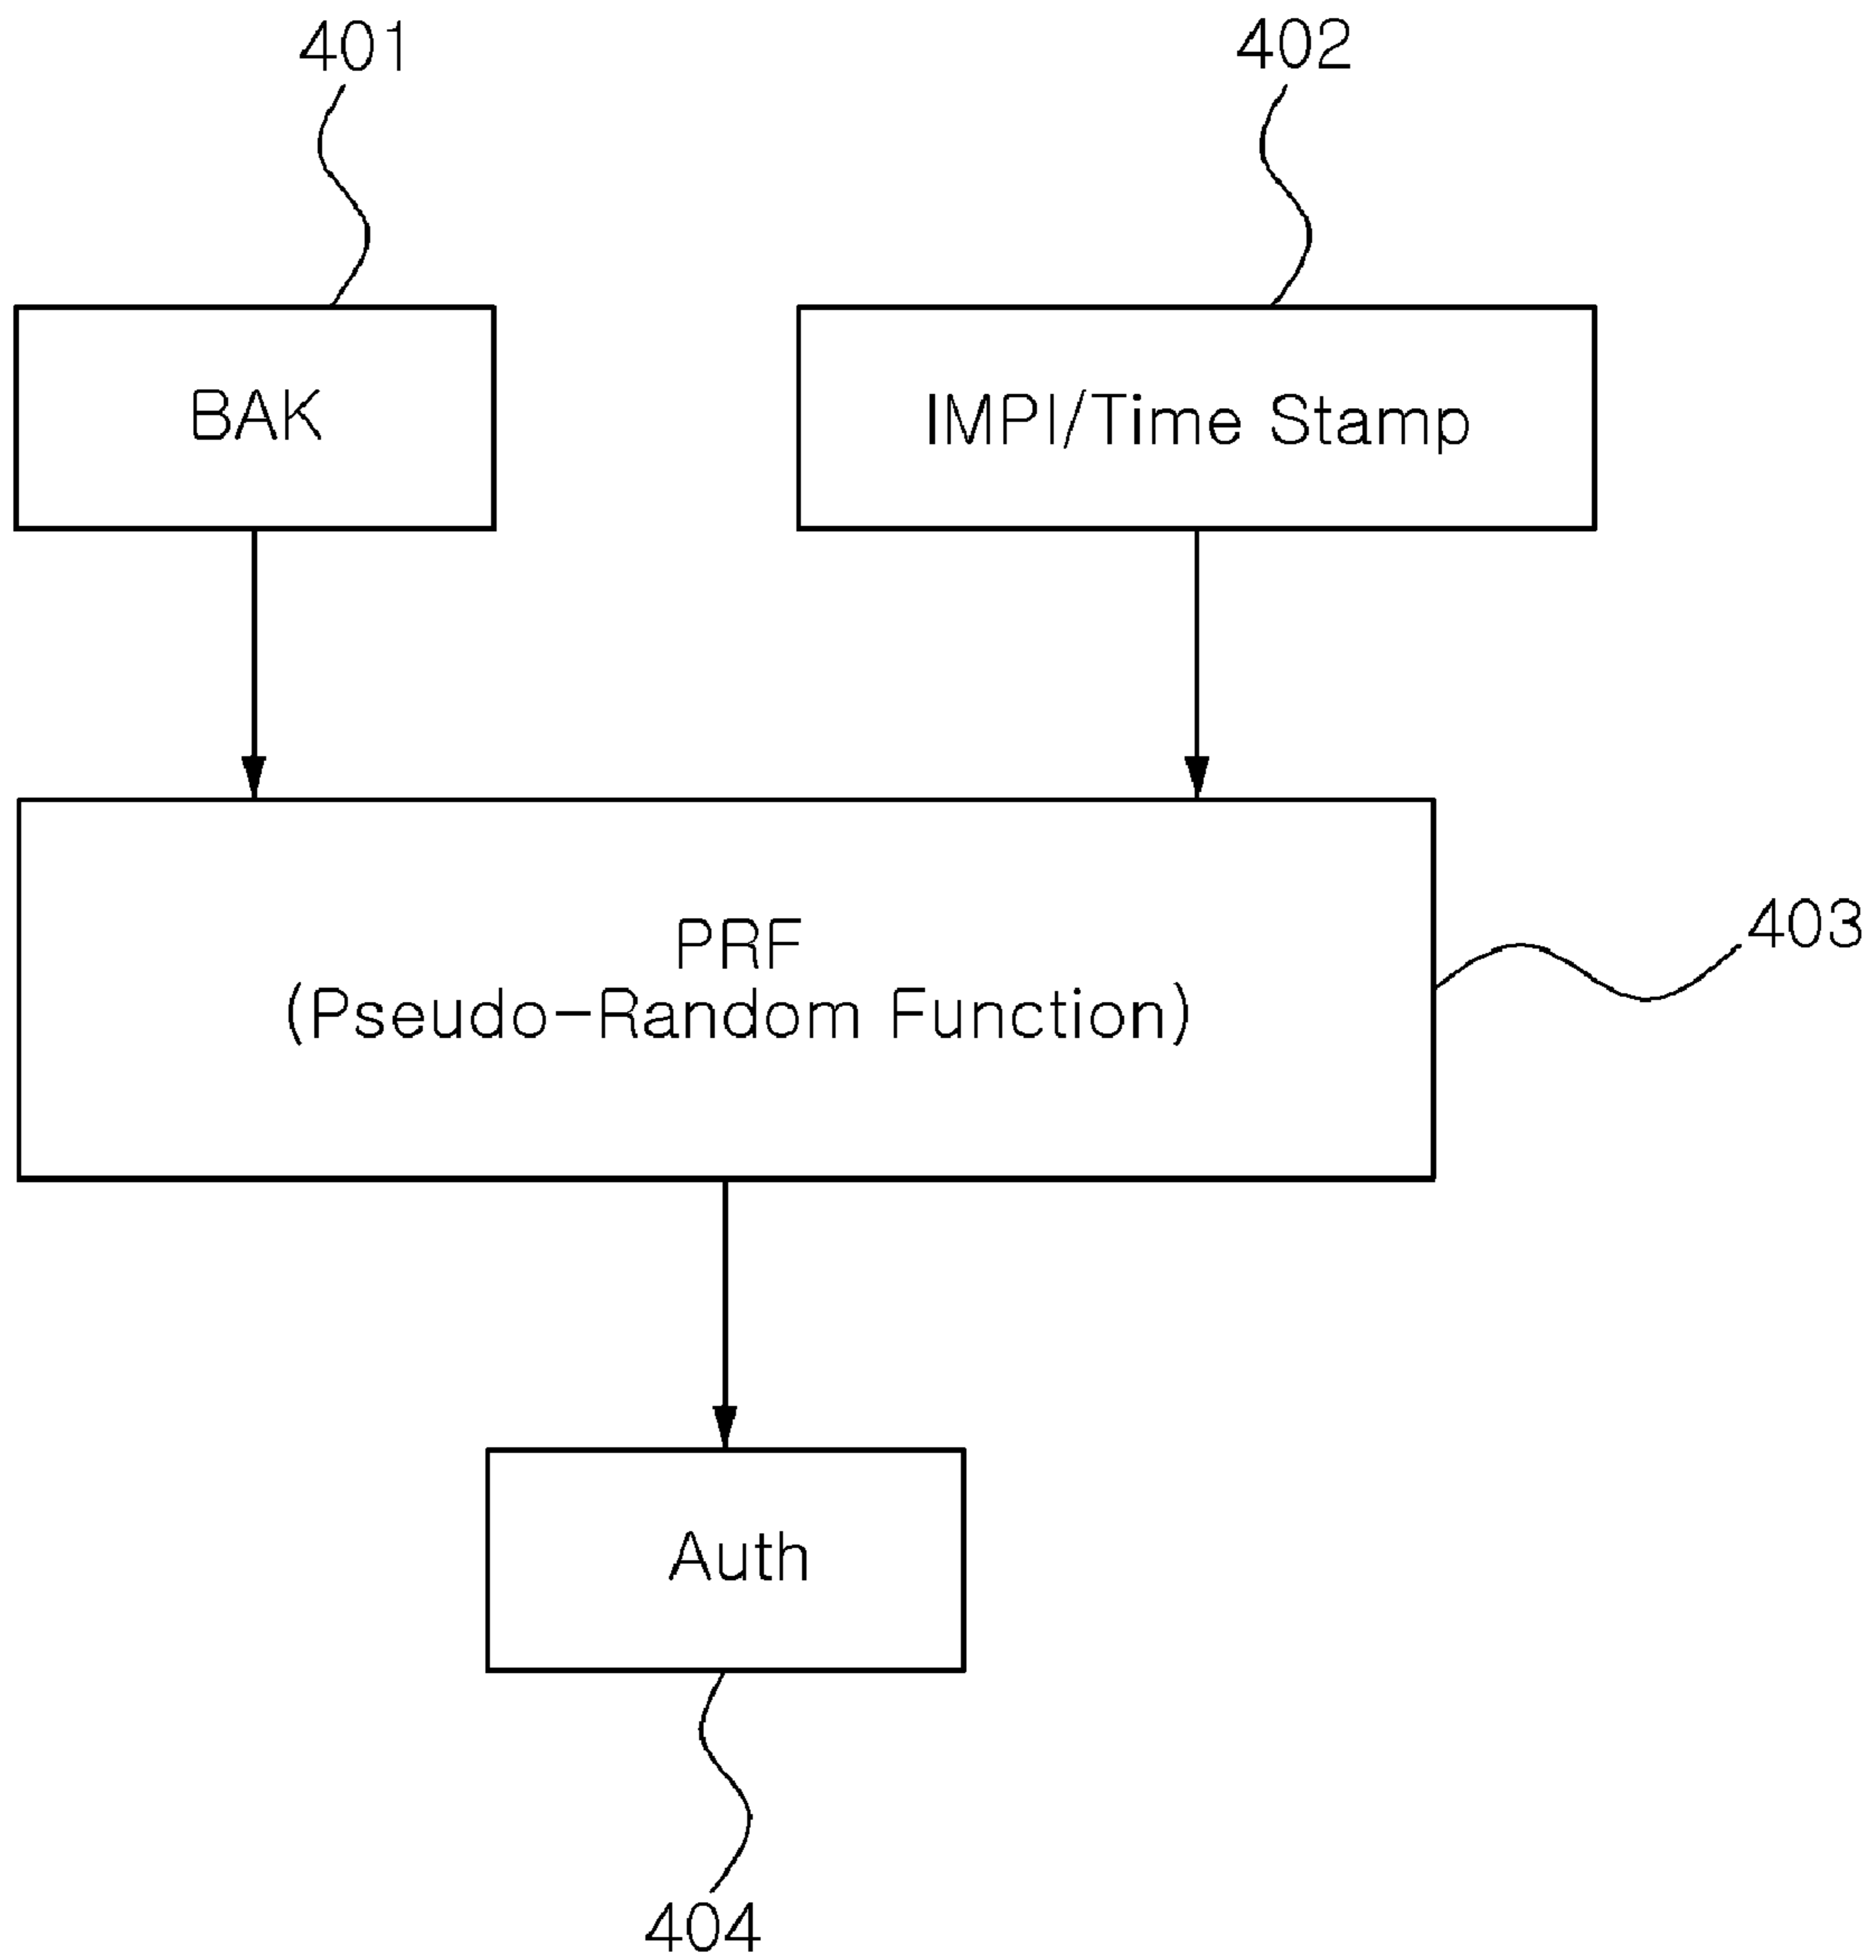 401
402
BAK
IMPI/Time Stamp
PRF
(Pseudo-Random Function)
403
Auth
404